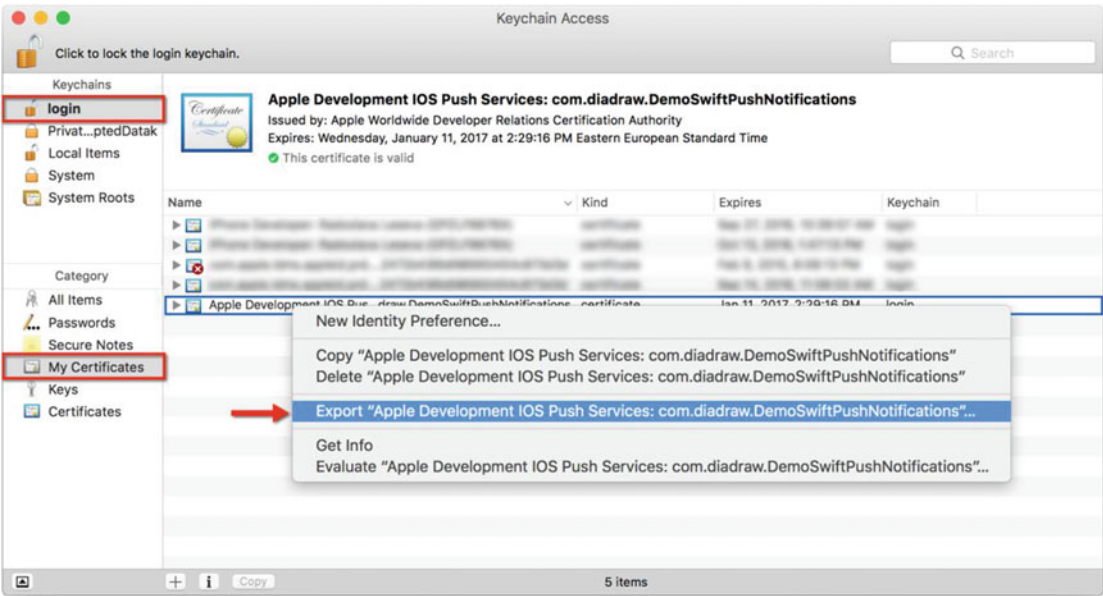 Keychain Access
Click to lock the login keychain.
Search
Keychains
login
Privat...ptedDatak
Local Items
System
System Roots
Category
All Items
Passwords
Secure Notes
My Certificates
Keys
Certificates
Certificate
Standard
Apple Development IOS Push Services: com.diadraw.DemoSwiftPushNotifications
Issued by: Apple Worldwide Developer Relations Certification Authority
Expires: Wednesday, January 11, 2017 at 2:29:16 PM Eastern European Standard Time
This certificate is valid
Name Kind Expires Keychain
Apple Development IOS Pus...draw.DemoSwiftPushNotifications certificate Jan 11, 2017, 2:29:16 PM login
New Identity Preference...
Copy “Apple Development IOS Push Services: com.diadraw.DemoSwiftPushNotifications”
Delete “Apple Development IOS Push Services: com.diadraw.DemoSwiftPushNotifications”
Export “Apple Development IOS Push Services: com.diadraw.DemoSwiftPushNotifications”...
Get Info
Evaluate “Apple Development IOS Push Services: com.diadraw.DemoSwiftPushNotifications”...
Copy
5 items